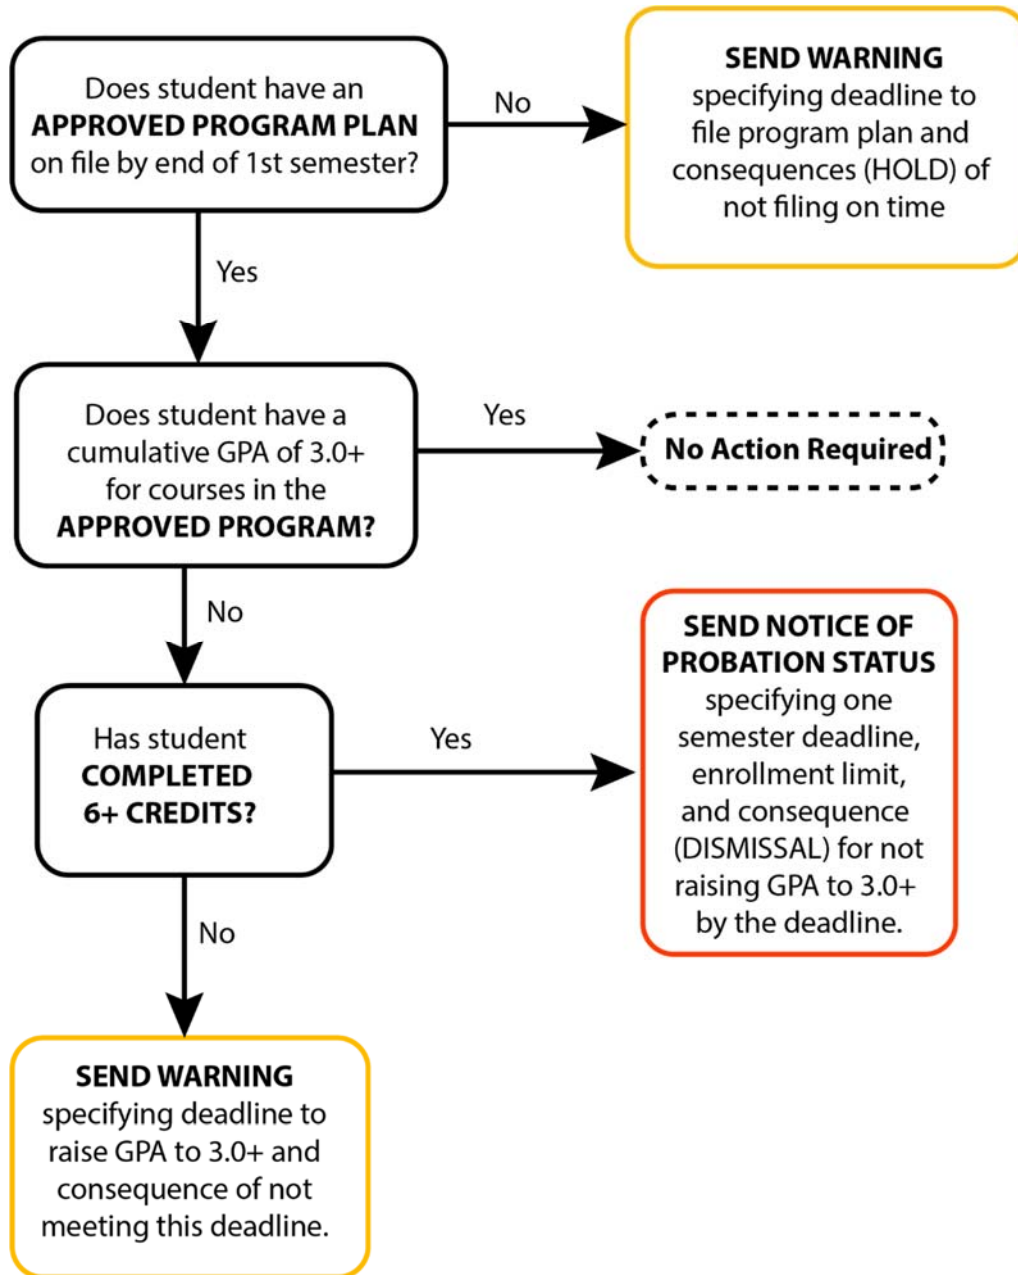 Does student have an
APPROVED PROGRAM PLAN
on file by end of 1st semester?
No
SEND WARNING
specifying deadline to
file program plan and
consequences (HOLD) of
not filing on time
Yes
Does student have a
cumulative GPA of 3.0+
for courses in the
APPROVED PROGRAM?
Yes
No Action Required
No
Has student
COMPLETED
6+ CREDITS?
Yes
SEND NOTICE OF
PROBATION STATUS
specifying one
semester deadline,
enrollment limit,
and consequence
(DISMISSAL) for not
raising GPA to 3.0+
by the deadline.
No
SEND WARNING
specifying deadline to
raise GPA to 3.0+ and
consequence of not
meeting this deadline.